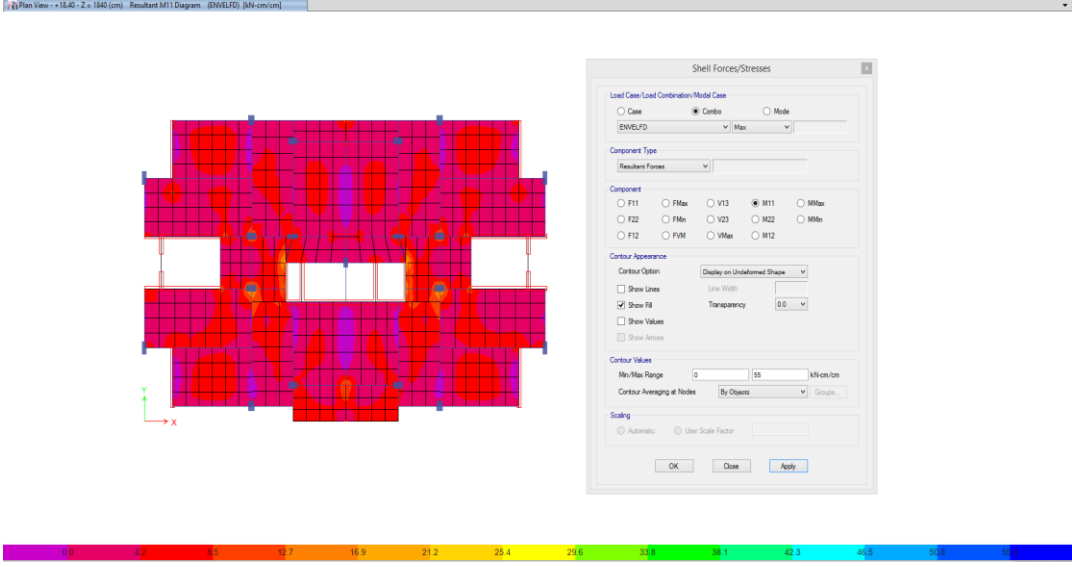 Plan View - +18.40 - Z = 1840 (cm) Resultant M11 Diagram (ENVELFD) [kN-cm/cm]
Shell Forces/Stresses
x
Load Case/Load Combination/Modal Case
Case Combo Mode
ENVELFD Max
Component Type
Resultant Forces
Component
F11 FMax V13 M11 MMax
F22 FMin V23 M22 MMin
F12 FVM VMax M12
Contour Appearance
Contour Option Display on Undeformed Shape
Show Lines Line Width
Show Fill Transparency 0.0
Show Values
Show Arrows
Contour Values
Min/Max Range 0 55 kN-cm/cm
Contour Averaging at Nodes By Objects Groups...
Scaling
Automatic User Scale Factor
OK Close Apply
Y
X
0.0 4.2 8.5 12.7 16.9 21.2 25.4 29.6 33.8 38.1 42.3 46.5 50.8